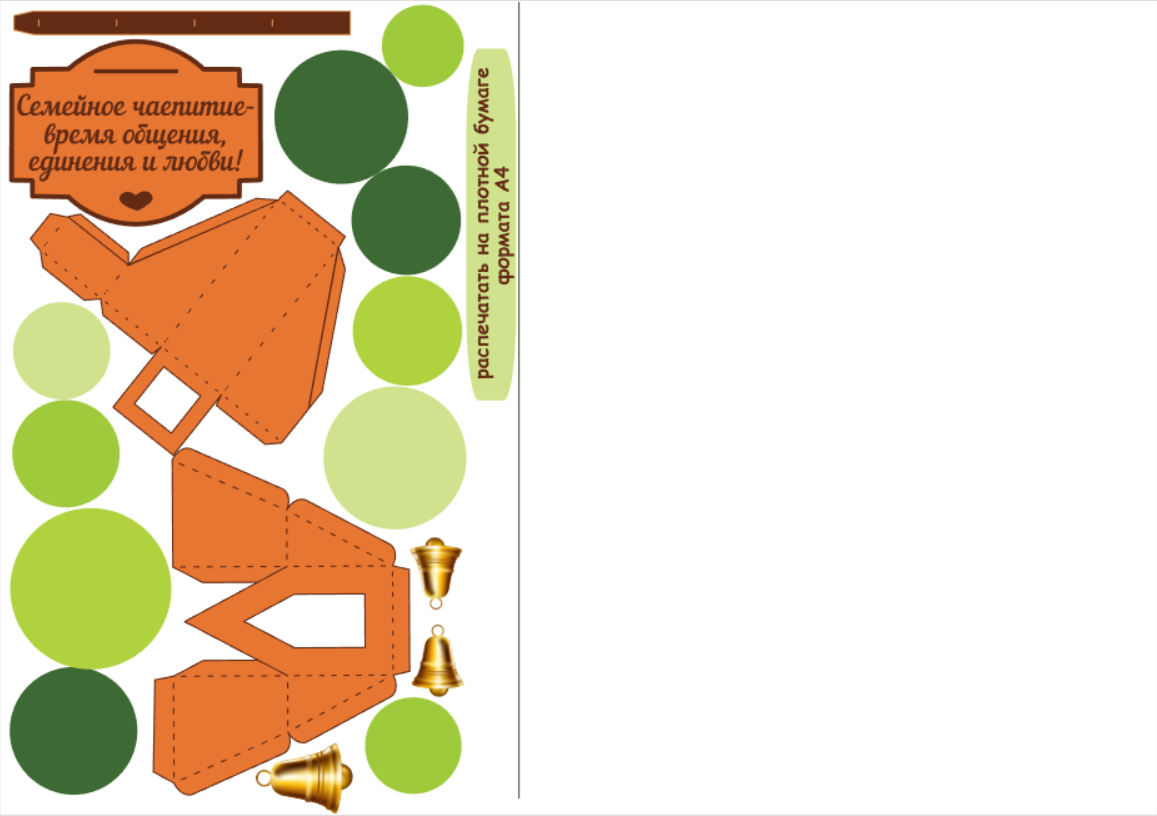 Семейное чаепитие-
время общения,
единения и любви!
распечатать на плотной бумаге
формата А4